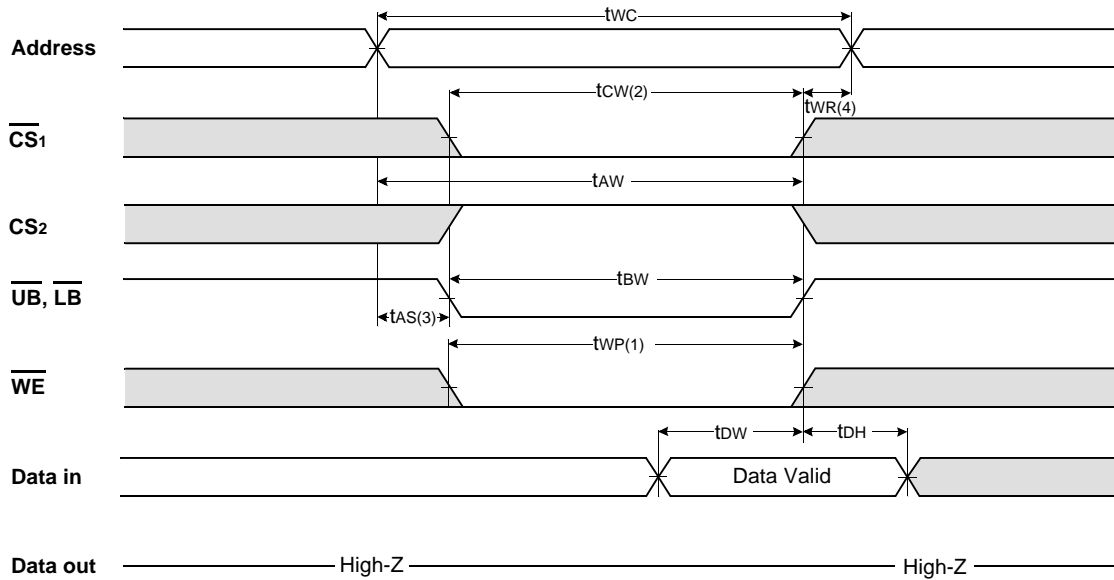 tWC
Address
tCW(2)
tWR(4)
CS1
tAW
CS2
tBW
UB, LB
tAS(3)
tWP(1)
WE
tDW
tDH
Data in
Data Valid
Data out
High-Z
High-Z